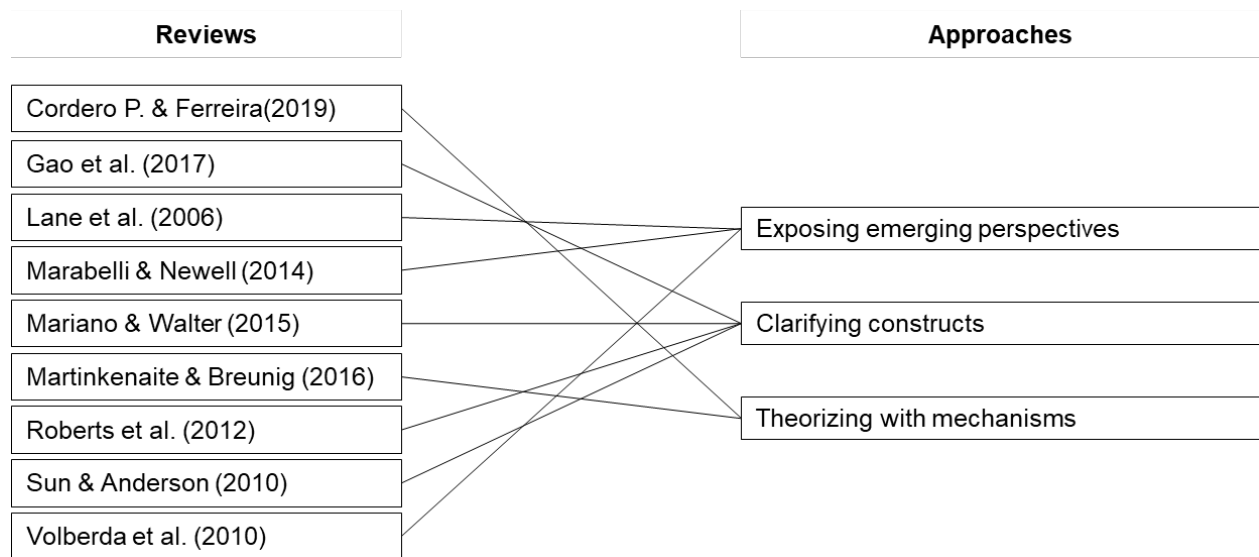 Reviews
Approaches
Cordero P. & Ferreira(2019)
Gao et al. (2017)
Lane et al. (2006)
Marabelli & Newell (2014)
Mariano & Walter (2015)
Martinkenaite & Breunig (2016)
Roberts et al. (2012)
Sun & Anderson (2010)
Volberda et al. (2010)
Exposing emerging perspectives
Clarifying constructs
Theorizing with mechanisms